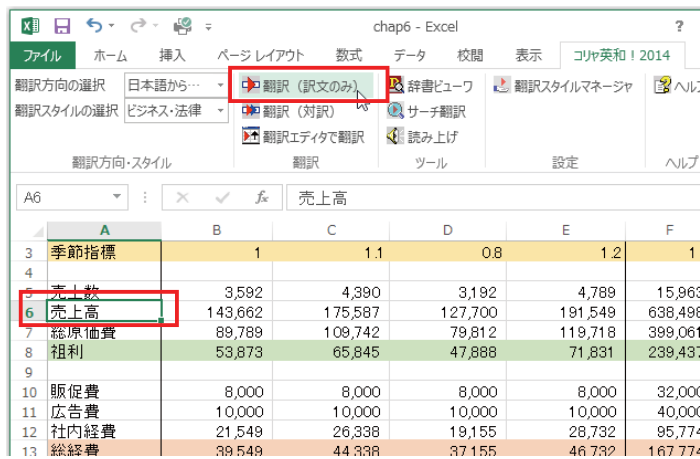 chap6 - Excel ?
ファイル ホーム 挿入 ページ レイアウト 数式 データ 校閲 表示 コリャ英和！2014
翻訳方向の選択 日本語から… 翻訳（訳文のみ） 辞書ビューワ 翻訳スタイルマネージャ ヘル
翻訳スタイルの選択 ビジネス・法律 翻訳（対訳） サーチ翻訳
翻訳エディタで翻訳 読み上げ
翻訳方向・スタイル 翻訳 ツール 設定 ヘルプ
A6 fx 売上高
A B C D E F
3 季節指標 1 1.1 0.8 1.2 1
4
5 売上数 3,592 4,390 3,192 4,789 15,963
6 売上高 143,662 175,587 127,700 191,549 638,498
7 総原価費 89,789 109,742 79,812 119,718 399,061
8 祖利 53,873 65,845 47,888 71,831 239,437
9
10 販促費 8,000 8,000 8,000 8,000 32,000
11 広告費 10,000 10,000 10,000 10,000 40,000
12 社内経費 21,549 26,338 19,155 28,732 95,774
13 総経費 39,549 44,338 37,155 46,732 167,774